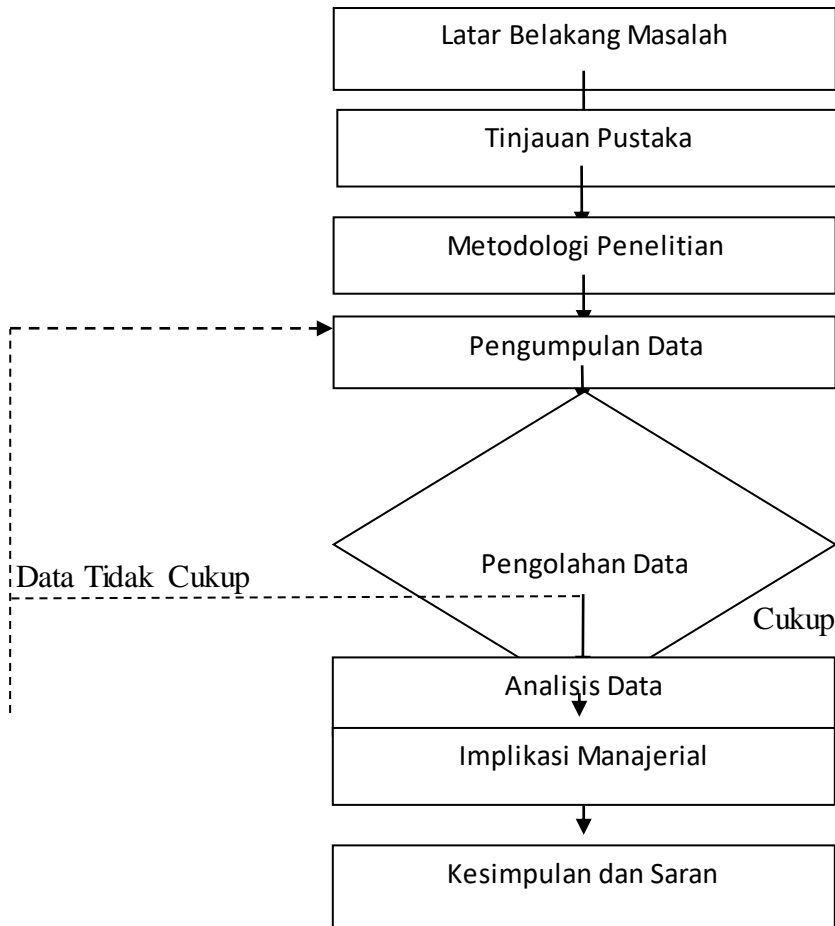 Latar Belakang Masalah
Tinjauan Pustaka
Metodologi Penelitian
Pengumpulan Data
Pengolahan Data
Data Tidak Cukup
Cukup
Analisis Data
Implikasi Manajerial
Kesimpulan dan Saran